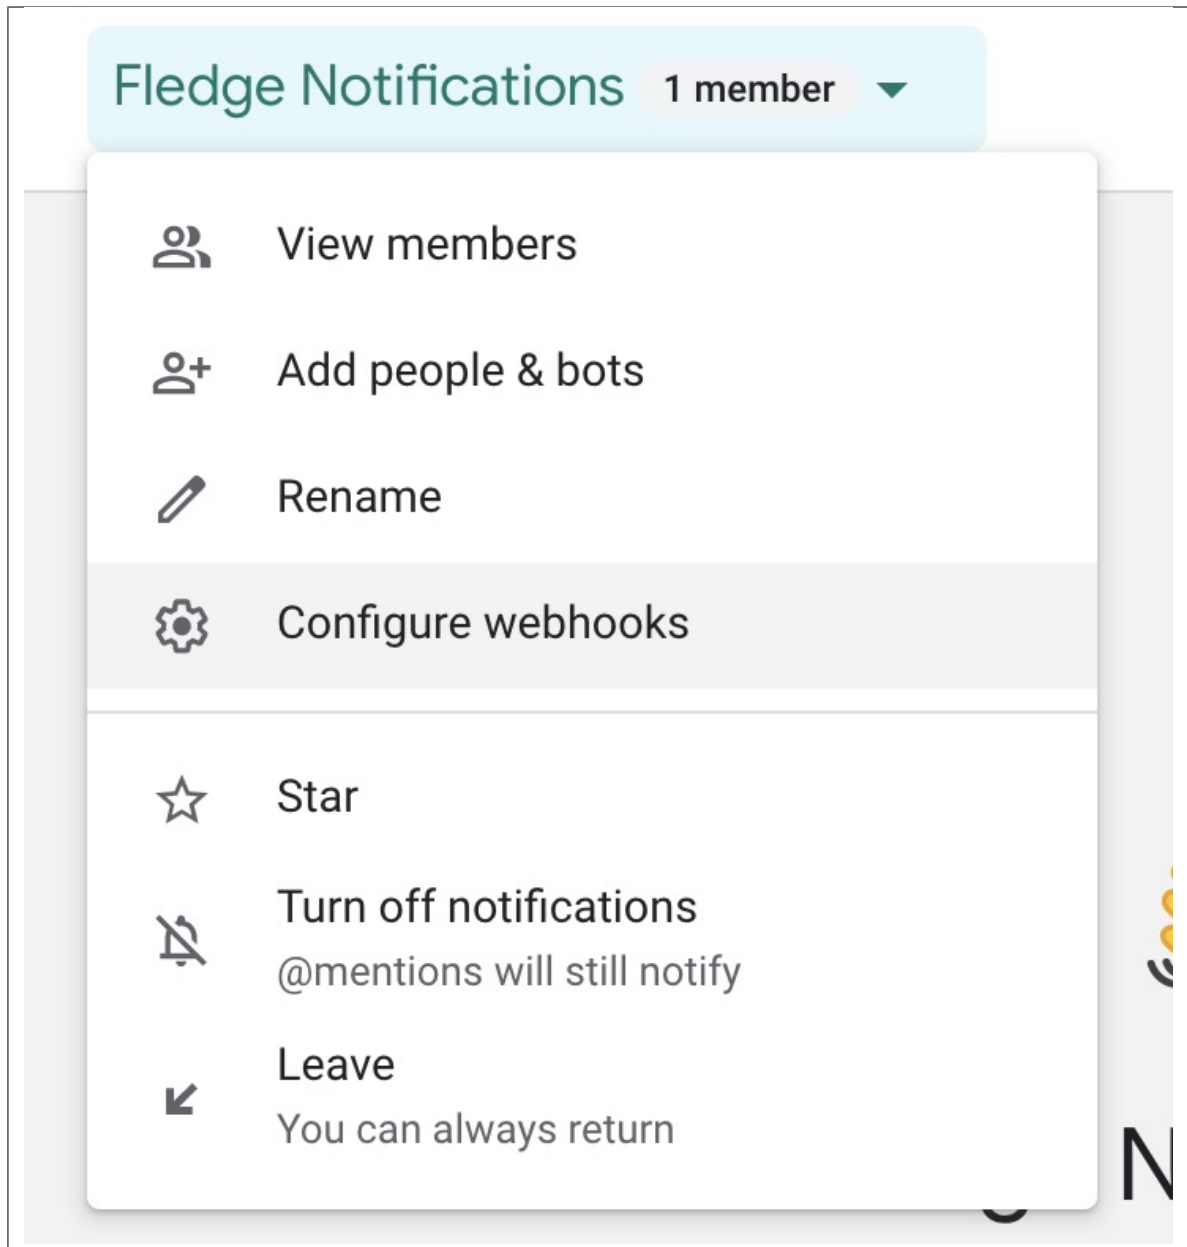 Fledge Notifications 1 member
View members
Add people & bots
Rename
Configure webhooks
Star
Turn off notifications
@mentions will still notify
Leave
You can always return
N